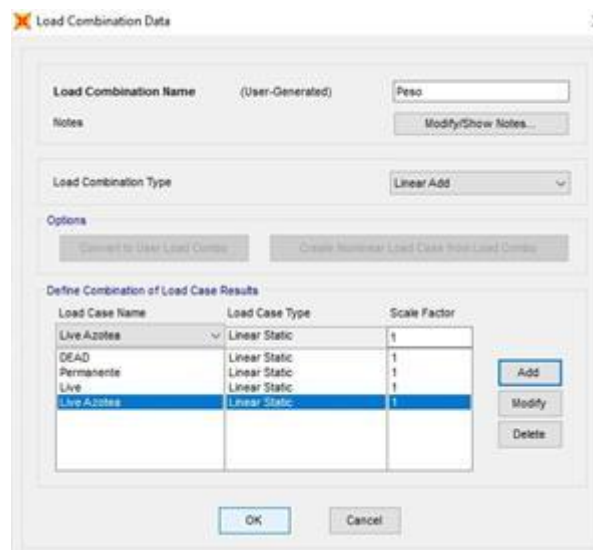 Load Combination Data
Load Combination Name (User-Generated) Peso
Notes Modify/Show Notes...
Load Combination Type Linear Add
Options
Convert to User Load Combo Create Nonlinear Load Case from Load Combo
Define Combination of Load Case Results
Load Case Name Load Case Type Scale Factor
Live Azotea Linear Static 1
DEAD Linear Static 1
Permanente Linear Static 1
Live Linear Static 1
Live Azotea Linear Static 1
Add
Modify
Delete
OK Cancel